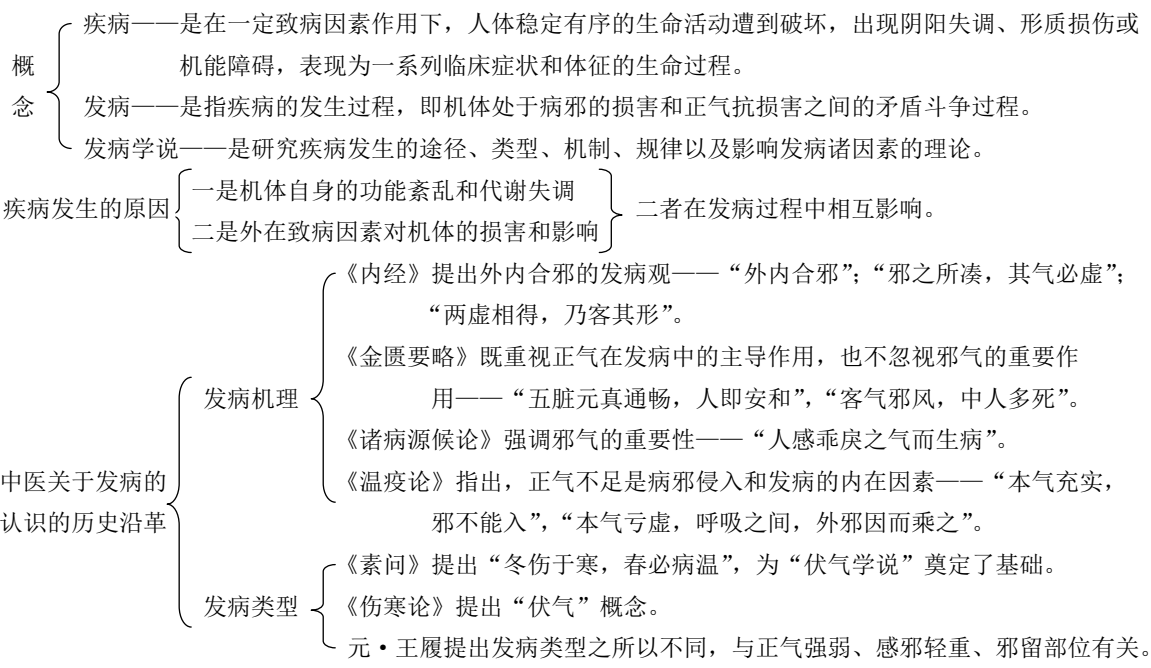 概念
疾病——是在一定致病因素作用下，人体稳定有序的生命活动遭到破坏，出现阴阳失调、形质损伤或
机能障碍，表现为一系列临床症状和体征的生命过程。
发病——是指疾病的发生过程，即机体处于病邪的损害和正气抗损害之间的矛盾斗争过程。
发病学说——是研究疾病发生的途径、类型、机制、规律以及影响发病诸因素的理论。
疾病发生的原因
一是机体自身的功能紊乱和代谢失调
二是外在致病因素对机体的损害和影响
二者在发病过程中相互影响。
中医关于发病的
认识的历史沿革
发病机理
《内经》提出外内合邪的发病观——“外内合邪”；“邪之所凑，其气必虚”；
“两虚相得，乃客其形”。
《金匮要略》既重视正气在发病中的主导作用，也不忽视邪气的重要作
用——“五脏元真通畅，人即安和”，“客气邪风，中人多死”。
《诸病源候论》强调邪气的重要性——“人感乖戾之气而生病”。
《温疫论》指出，正气不足是病邪侵入和发病的内在因素——“本气充实，
邪不能入”，“本气亏虚，呼吸之间，外邪因而乘之”。
发病类型
《素问》提出“冬伤于寒，春必病温”，为“伏气学说”奠定了基础。
《伤寒论》提出“伏气”概念。
元·王履提出发病类型之所以不同，与正气强弱、感邪轻重、邪留部位有关。